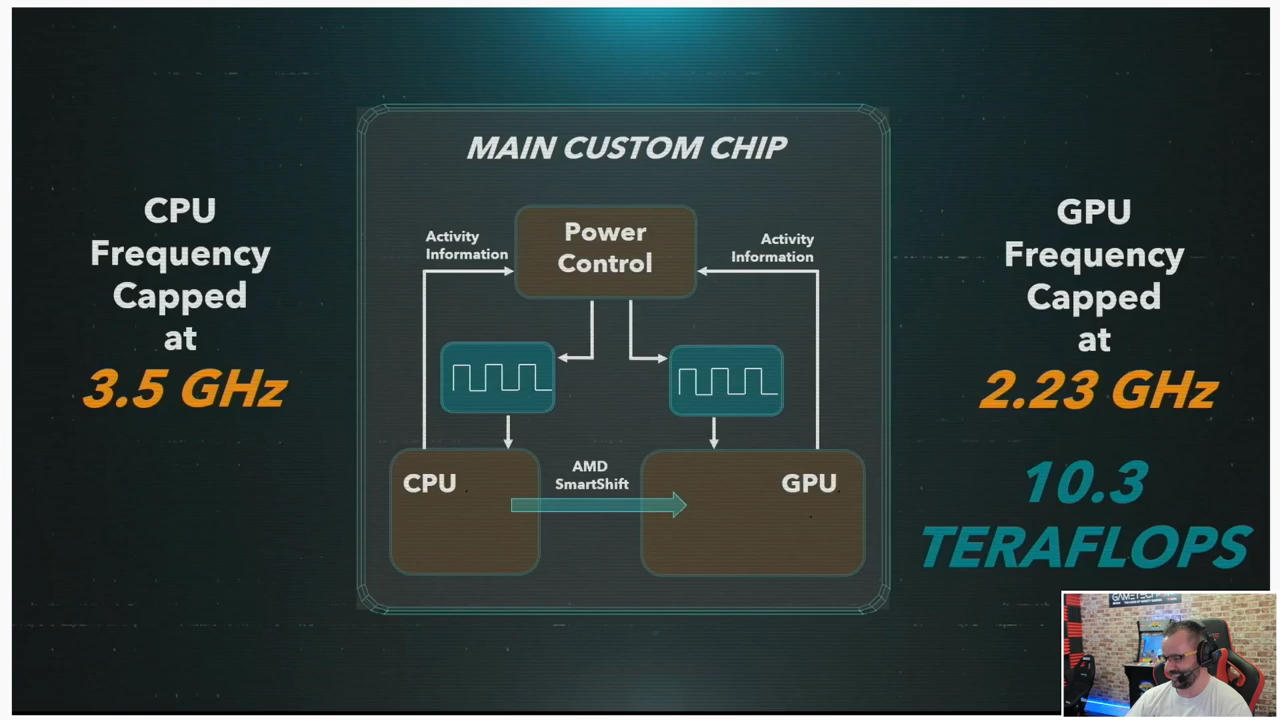 MAIN CUSTOM CHIP
CPU
Frequency
Capped
at
3.5 GHz
Activity
Information
Power
Control
Activity
Information
GPU
Frequency
Capped
at
2.23 GHz
CPU
AMD
SmartShift
GPU
10.3
TERAFLOPS